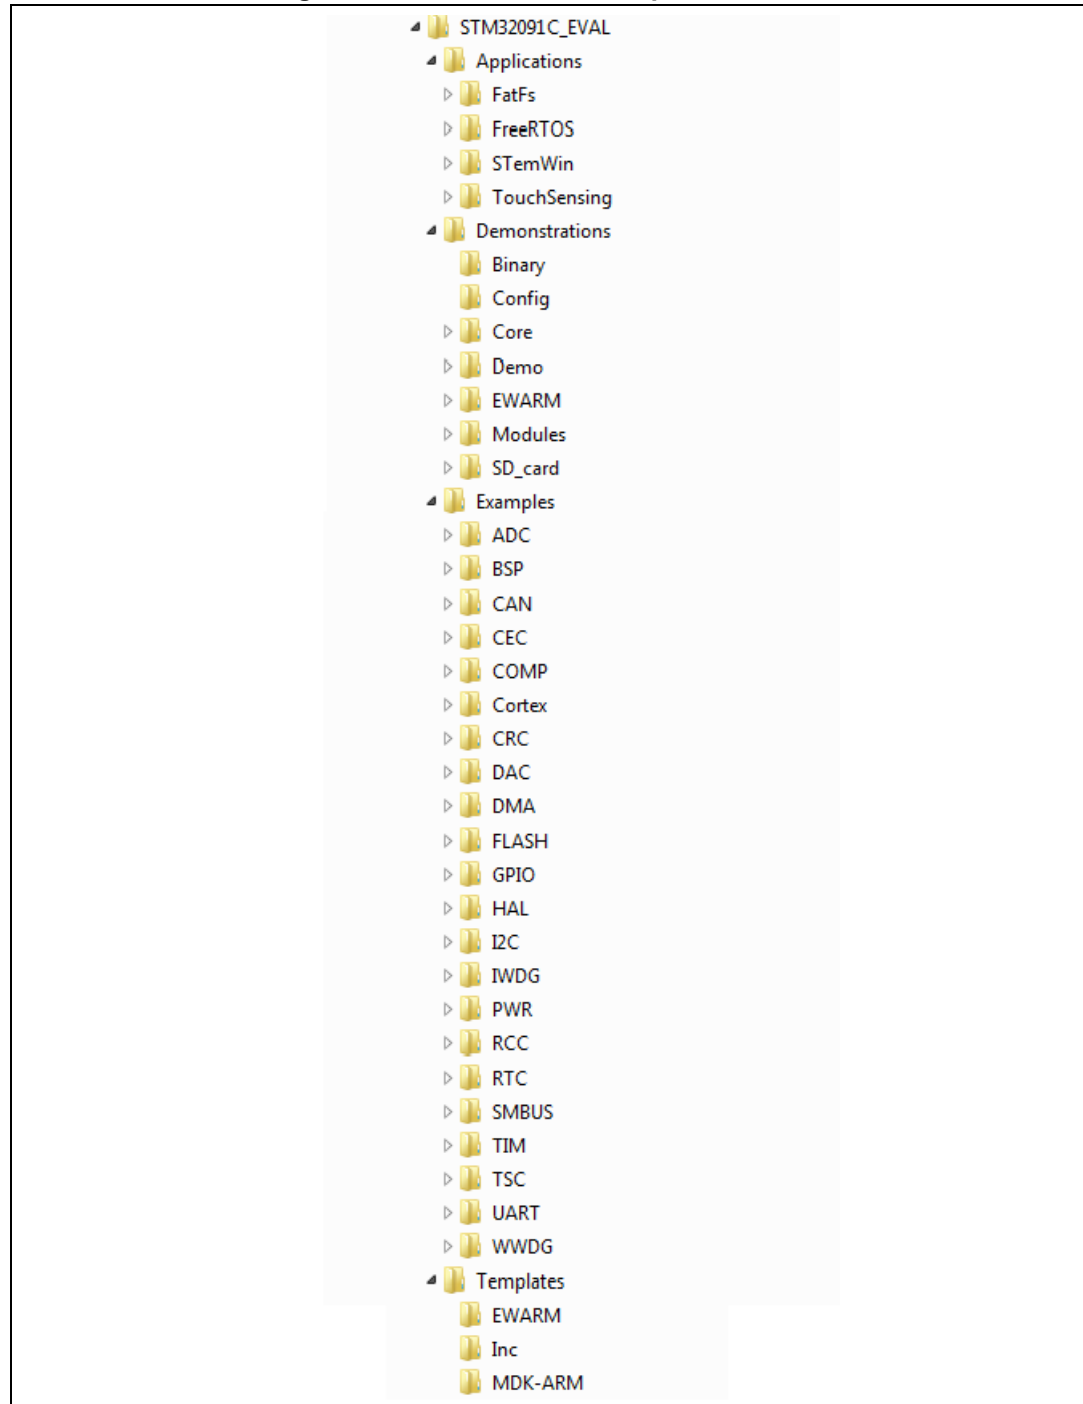 STM32091C_EVAL
Applications
FatFs
FreeRTOS
STemWin
TouchSensing
Demonstrations
Binary
Config
Core
Demo
EWARM
Modules
SD_card
Examples
ADC
BSP
CAN
CEC
COMP
Cortex
CRC
DAC
DMA
FLASH
GPIO
HAL
I2C
IWDG
PWR
RCC
RTC
SMBUS
TIM
TSC
UART
WWDG
Templates
EWARM
Inc
MDK-ARM